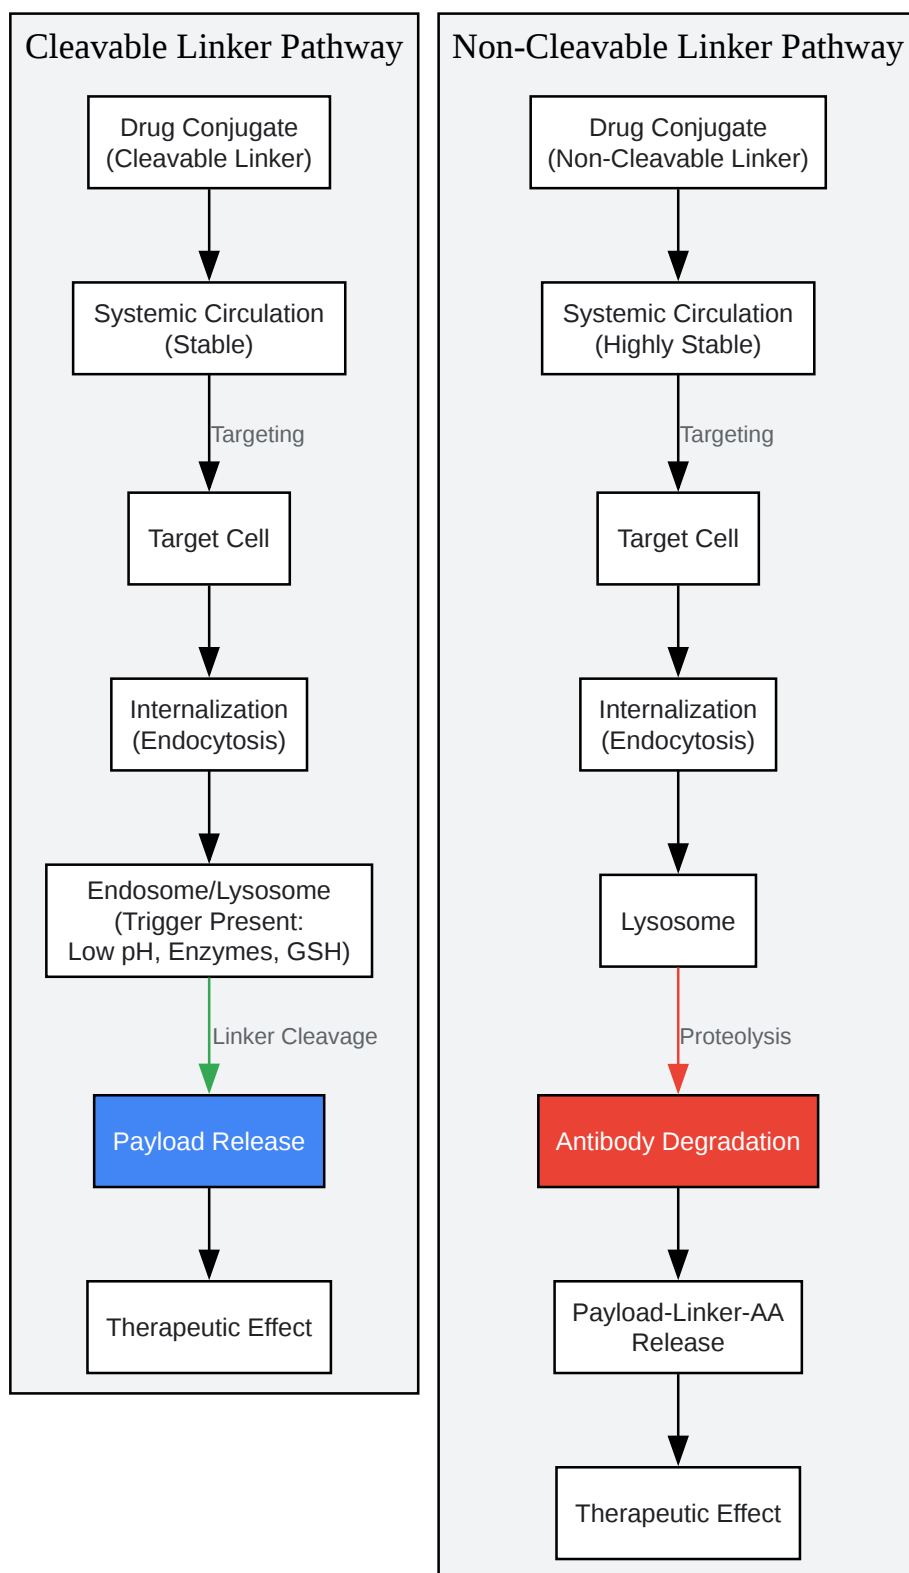 Cleavable Linker Pathway
Drug Conjugate
(Cleavable Linker)
Systemic Circulation
(Stable)
Targeting
Target Cell
Internalization
(Endocytosis)
Endosome/Lysosome
(Trigger Present:
Low pH, Enzymes, GSH)
Linker Cleavage
Payload Release
Therapeutic Effect
Non-Cleavable Linker Pathway
Drug Conjugate
(Non-Cleavable Linker)
Systemic Circulation
(Highly Stable)
Targeting
Target Cell
Internalization
(Endocytosis)
Lysosome
Proteolysis
Antibody Degradation
Payload-Linker-AA
Release
Therapeutic Effect